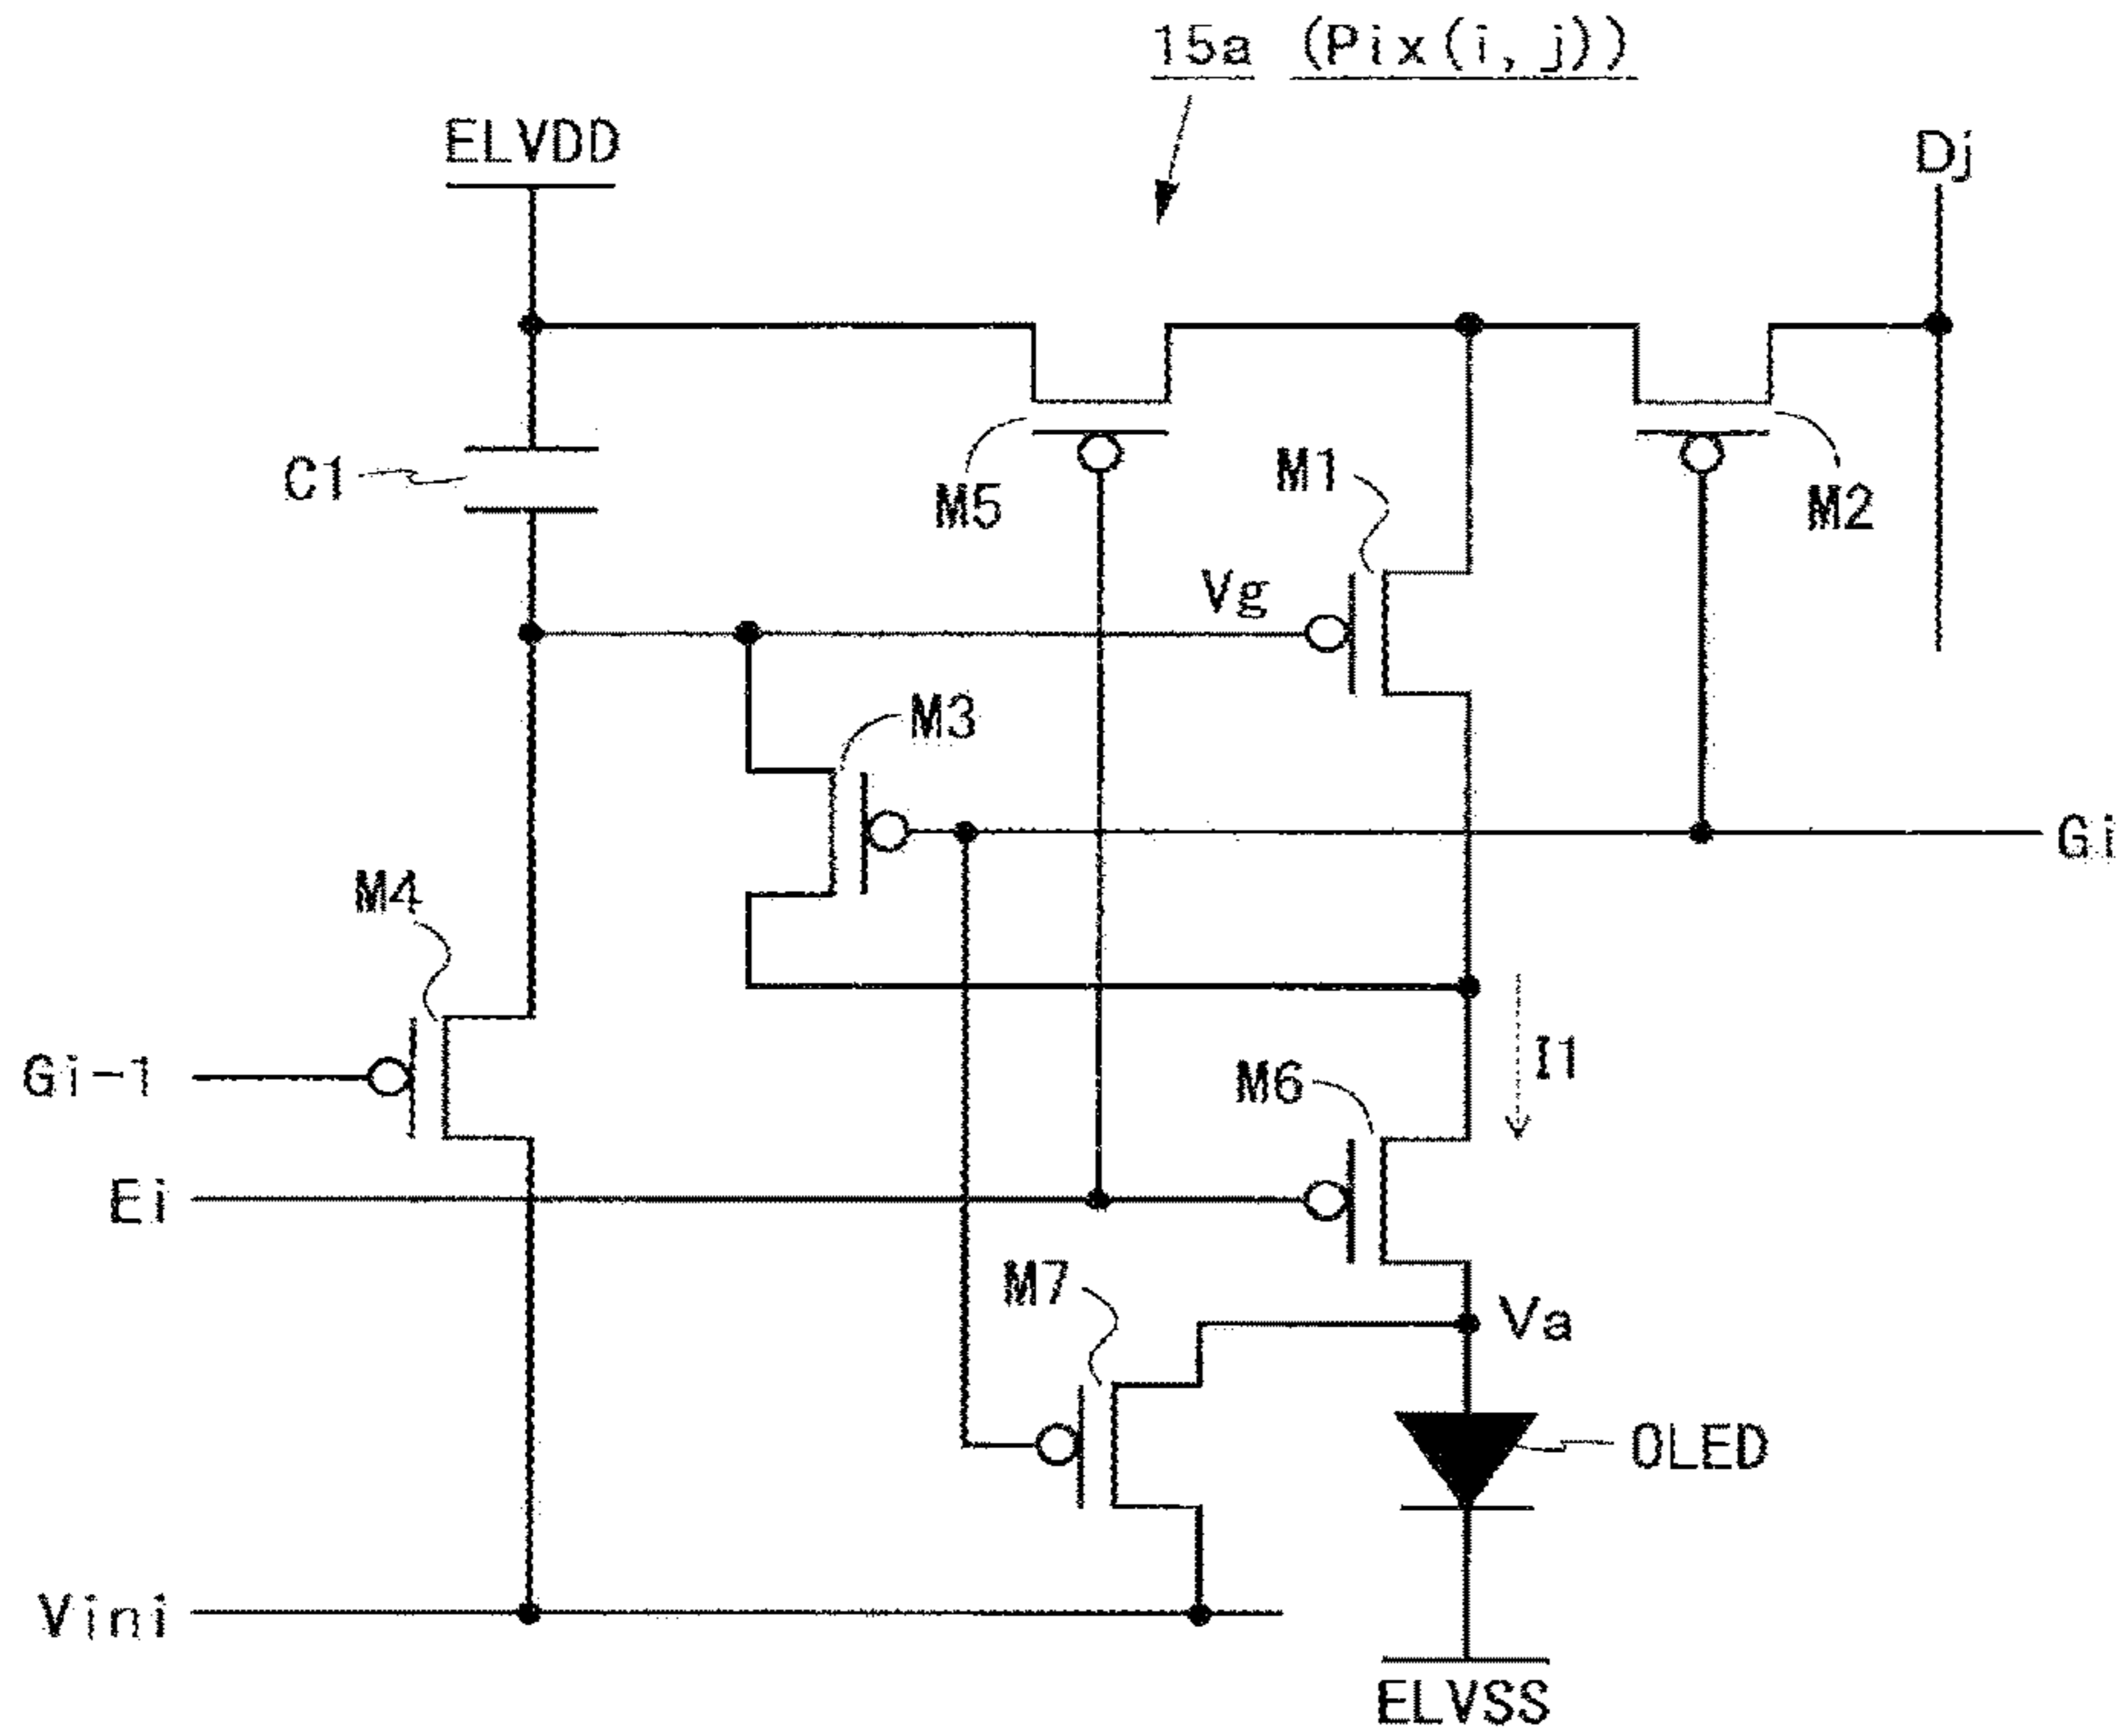 15a (Pix(i, j))
ELVDD
Dj
C1
M5
M1
M2
Vg
M3
Gi
M4
Gi-1
I1
M6
Ei
M7
Va
OLED
Vini
ELVSS